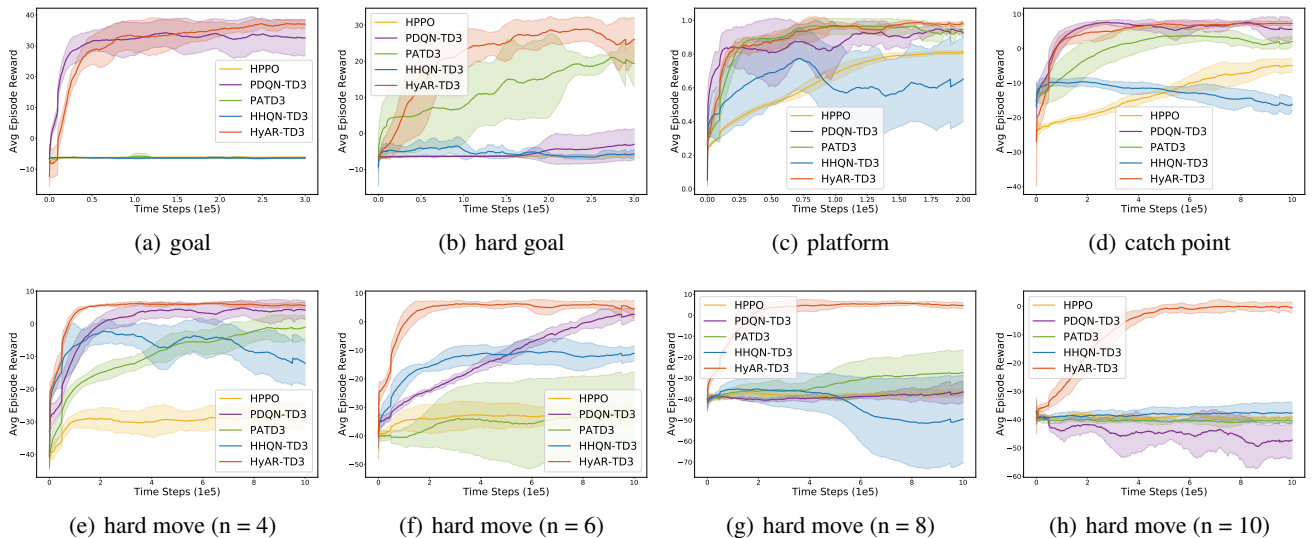 Avg Episode Reward
40
30
20
10
0
−10
HPPO
PDQN-TD3
PATD3
HHQN-TD3
HyAR-TD3
0.0 0.5 1.0 1.5 2.0 2.5 3.0
Time Steps (1e5)
(a) goal
Avg Episode Reward
30
20
10
0
−10
HPPO
PDQN-TD3
PATD3
HHQN-TD3
HyAR-TD3
0.0 0.5 1.0 1.5 2.0 2.5 3.0
Time Steps (1e5)
(b) hard goal
Avg Episode Reward
1.0
0.8
0.6
0.4
0.2
0.0
HPPO
PDQN-TD3
PATD3
HHQN-TD3
HyAR-TD3
0.00 0.25 0.50 0.75 1.00 1.25 1.50 1.75 2.00
Time Steps (1e5)
(c) platform
Avg Episode Reward
10
0
−10
−20
−30
−40
HPPO
PDQN-TD3
PATD3
HHQN-TD3
HyAR-TD3
0 2 4 6 8 10
Time Steps (1e5)
(d) catch point
Avg Episode Reward
10
0
−10
−20
−30
−40
HPPO
PDQN-TD3
PATD3
HHQN-TD3
HyAR-TD3
0 2 4 6 8 10
Time Steps (1e5)
(e) hard move (n = 4)
Avg Episode Reward
10
0
−10
−20
−30
−40
−50
HPPO
PDQN-TD3
PATD3
HHQN-TD3
HyAR-TD3
0 2 4 6 8 10
Time Steps (1e5)
(f) hard move (n = 6)
Avg Episode Reward
10
0
−10
−20
−30
−40
−50
−60
−70
HPPO
PDQN-TD3
PATD3
HHQN-TD3
HyAR-TD3
0 2 4 6 8 10
Time Steps (1e5)
(g) hard move (n = 8)
Avg Episode Reward
0
−10
−20
−30
−40
−50
−60
HPPO
PDQN-TD3
PATD3
HHQN-TD3
HyAR-TD3
0 2 4 6 8 10
Time Steps (1e5)
(h) hard move (n = 10)